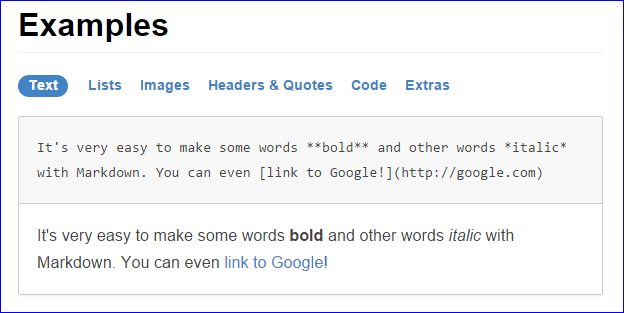 Examples
Text Lists Images Headers & Quotes Code Extras
It's very easy to make some words **bold** and other words *italic*
with Markdown. You can even [link to Google!](http://google.com)
It's very easy to make some words bold and other words italic with
Markdown. You can even link to Google!